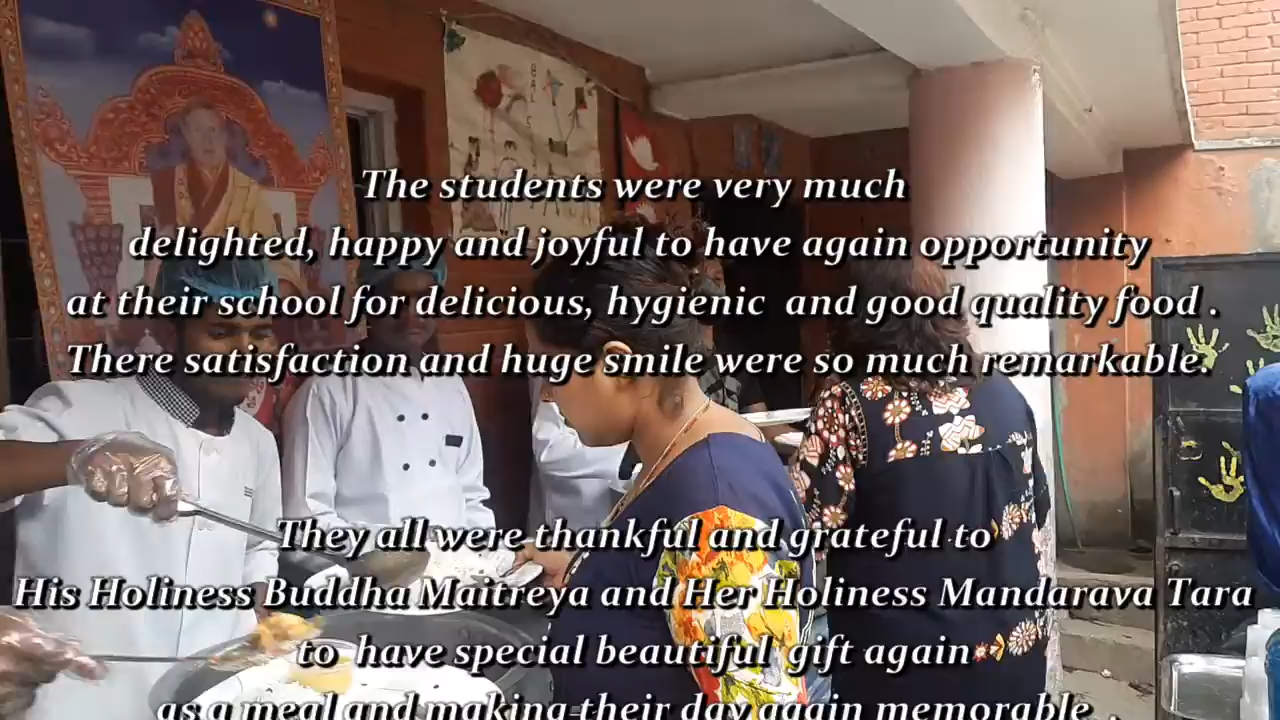 The students were very much
delighted, happy and joyful to have again opportunity
at their school for delicious, hygienic and good quality food .
There satisfaction and huge smile were so much remarkable.
They all were thankful and grateful to
His Holiness Buddha Maitreya and Her Holiness Mandarava Tara
to have special beautiful gift again
as a meal and making their day again memorable .